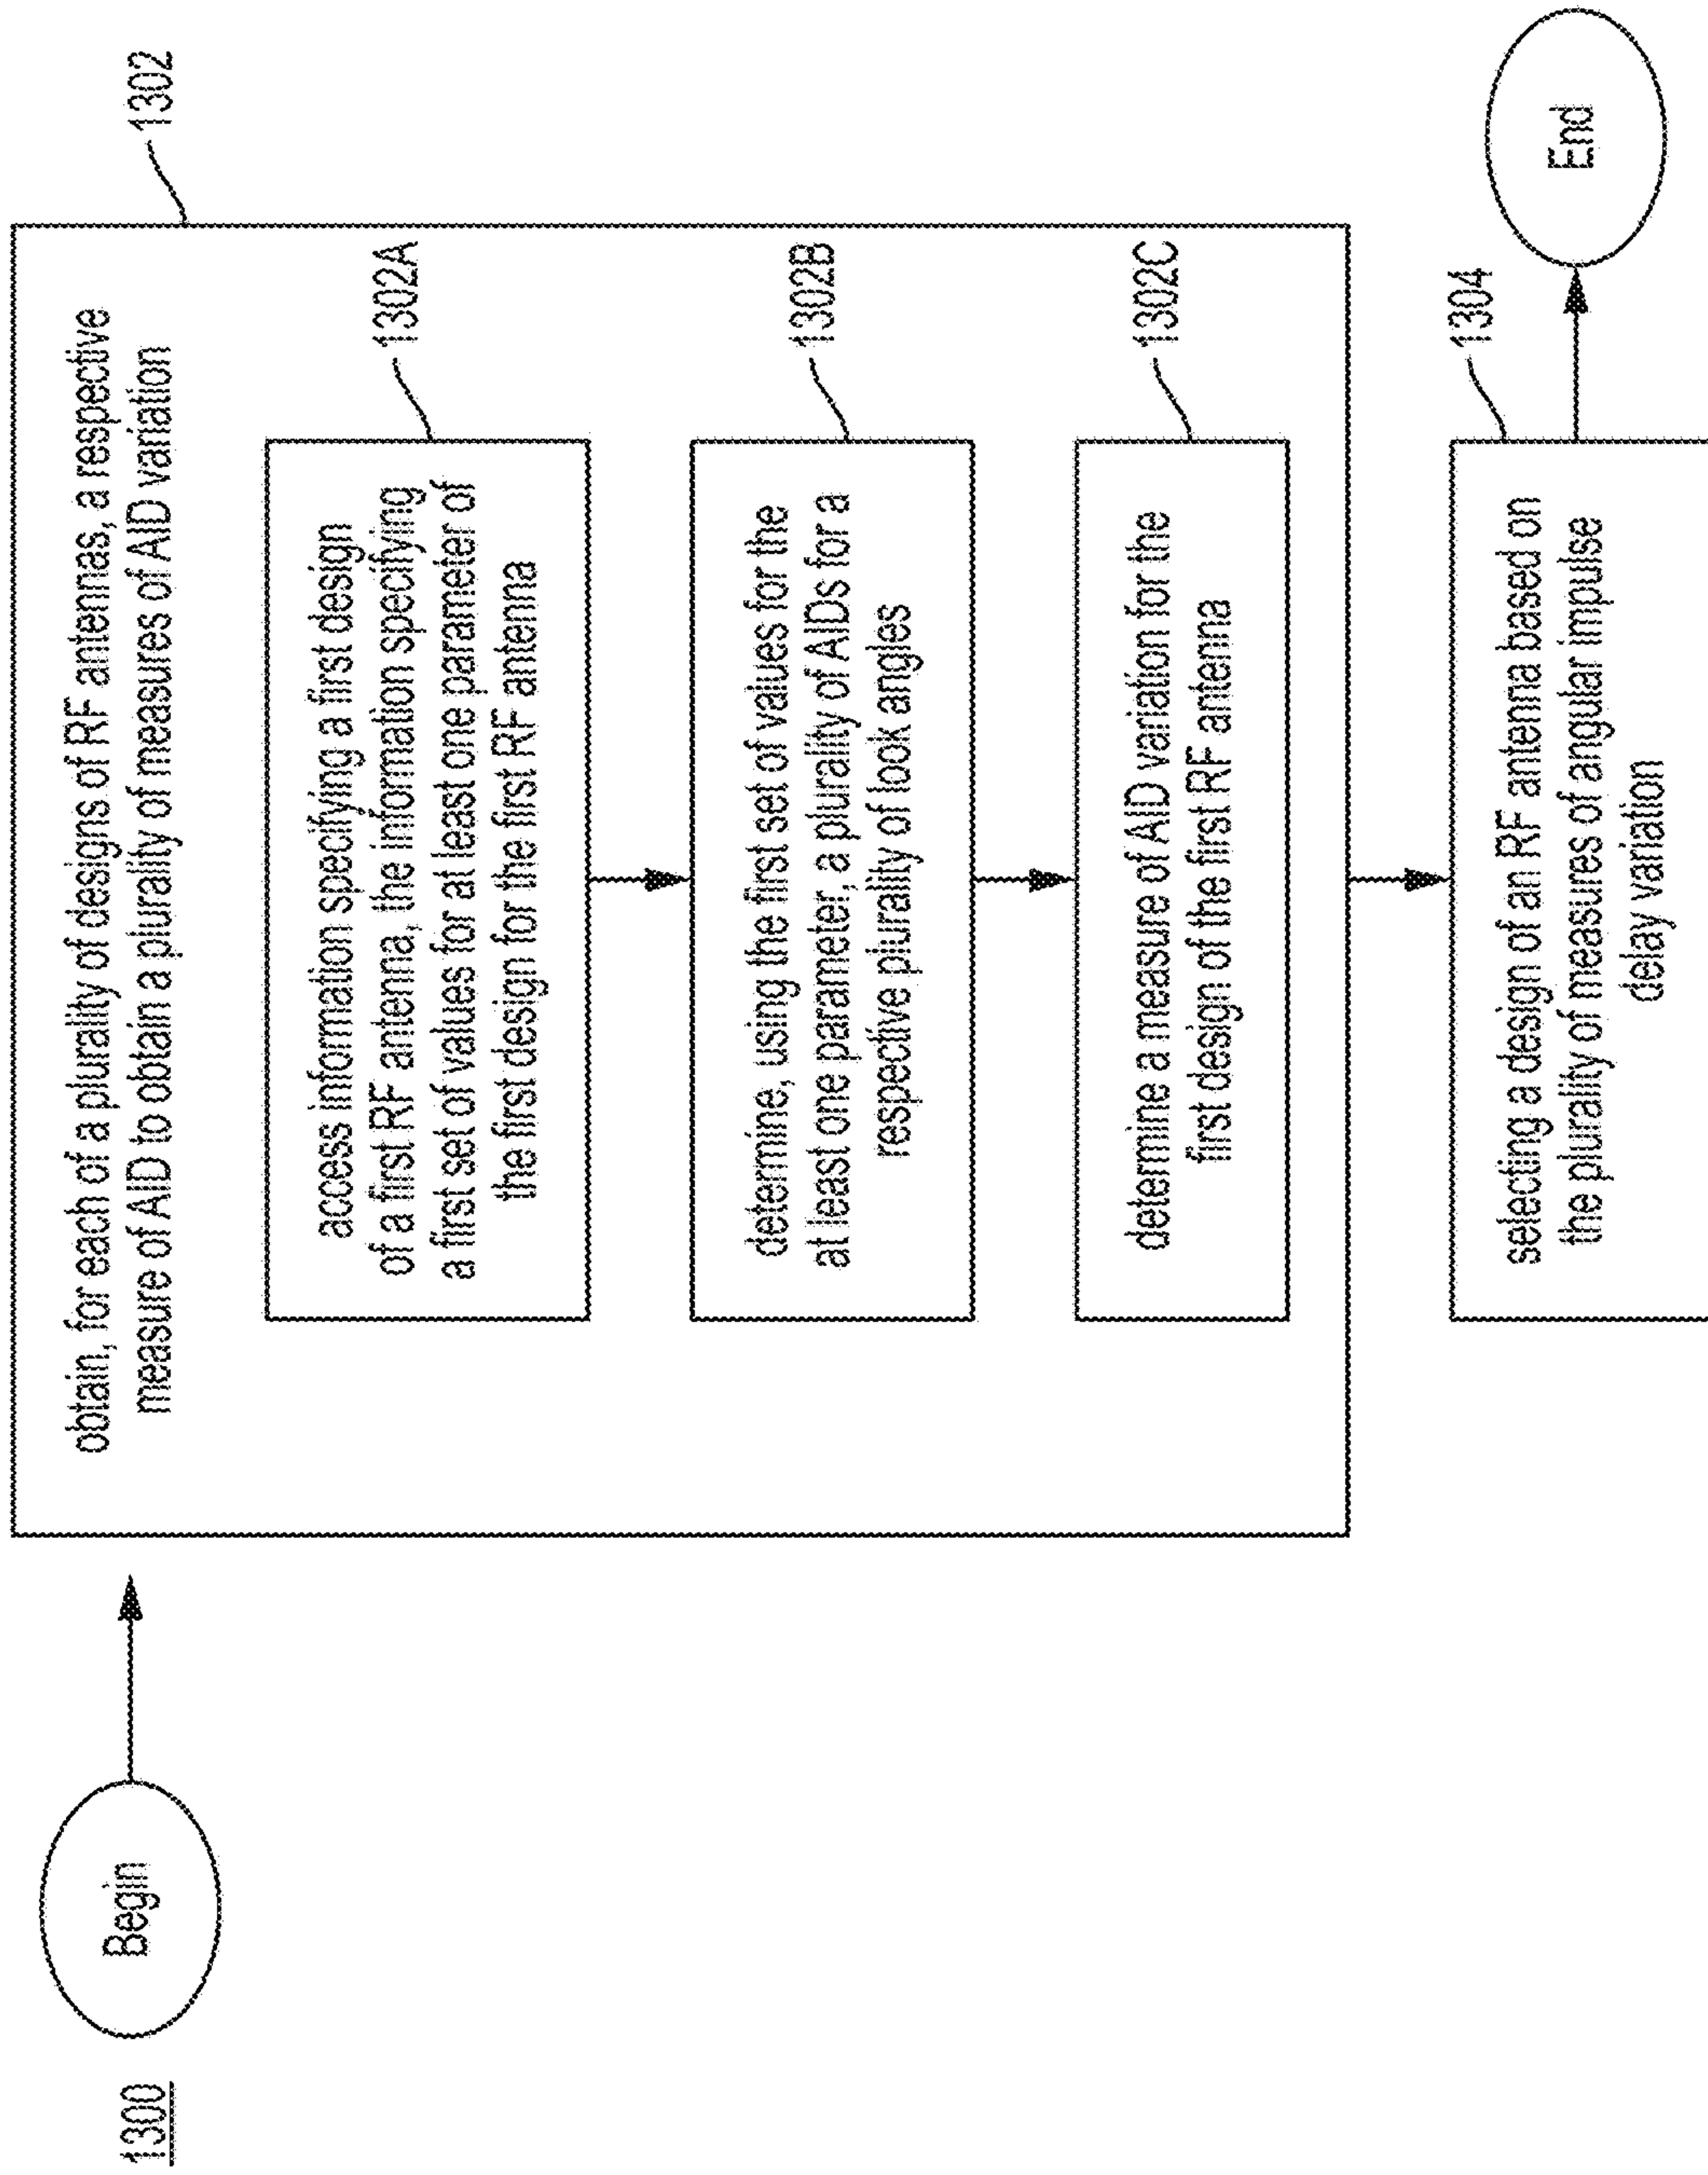 1300
Begin
1302
obtain, for each of a plurality of designs of RF antennas, a respective
measure of AID to obtain a plurality of measures of AID variation
1302A
access information specifying a first design
of a first RF antenna, the information specifying
a first set of values for at least one parameter of
the first design for the first RF antenna
1302B
determine, using the first set of values for the
at least one parameter, a plurality of AIDs for a
respective plurality of look angles
1302C
determine a measure of AID variation for the
first design of the first RF antenna
1304
selecting a design of an RF antenna based on
the plurality of measures of angular impulse
delay variation
End